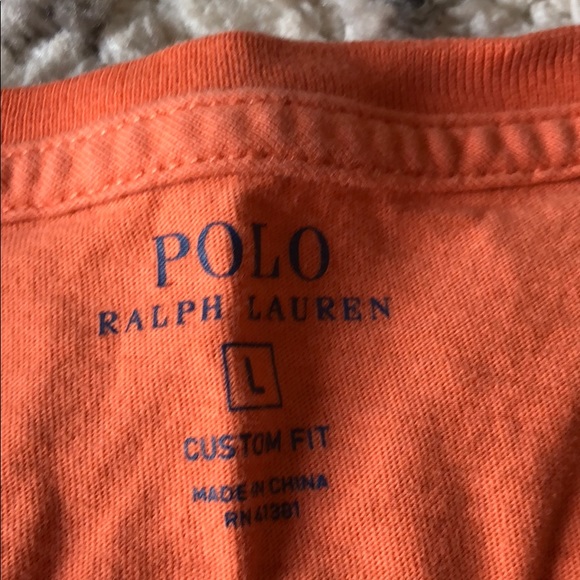 POLO
RALPH LAUREN
L
CUSTOM FIT
MADE IN CHINA
RN 41381